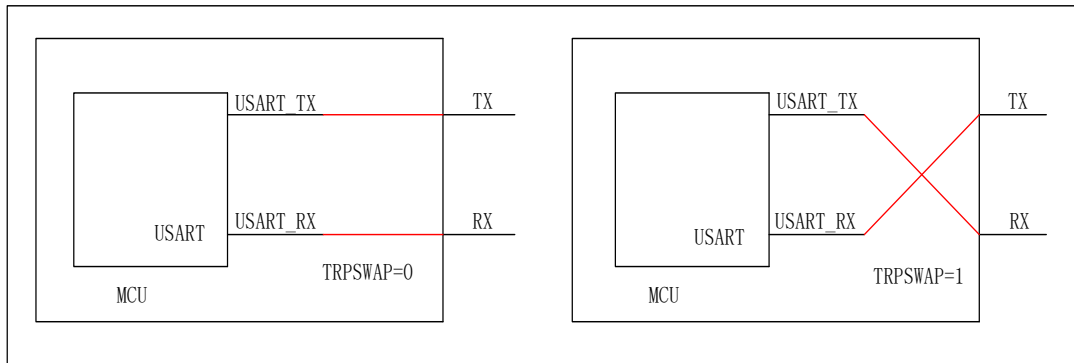 USART_TX
TX
USART_RX
RX
USART
TRPSWAP=0
MCU
USART_TX
TX
USART_RX
RX
USART
TRPSWAP=1
MCU